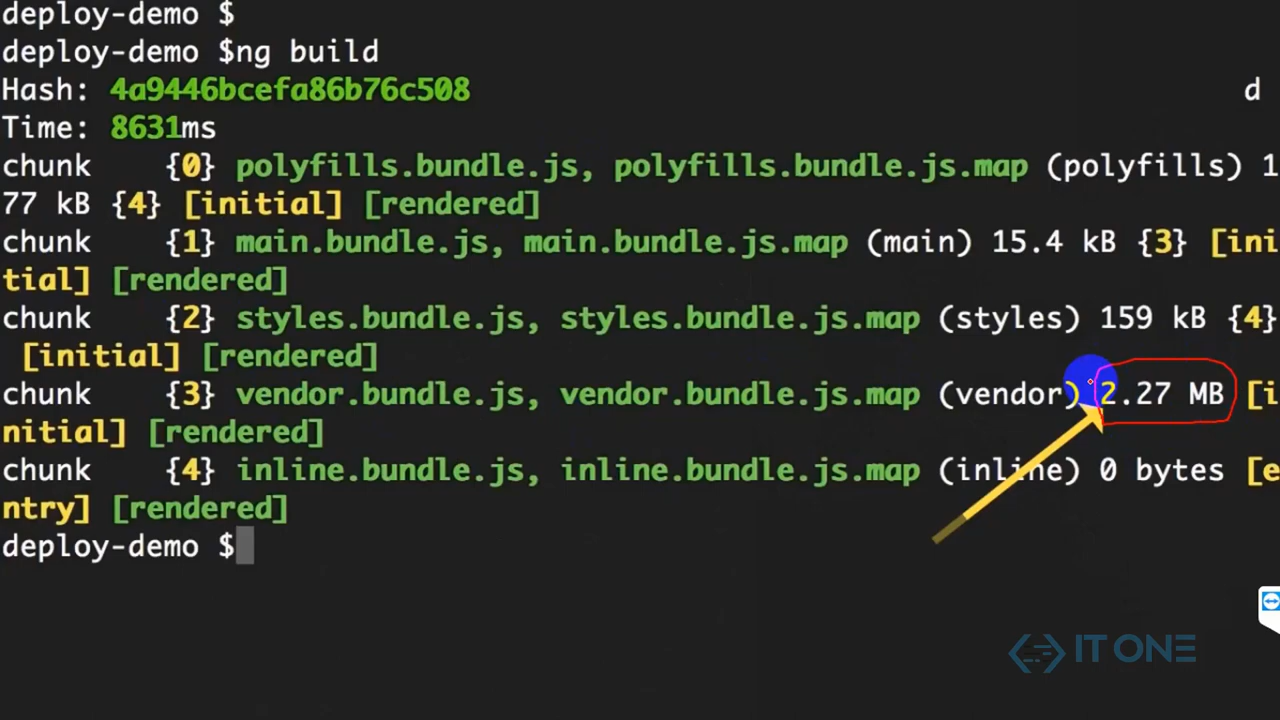 deploy-demo $
deploy-demo $ng build
Hash: 4a9446bcefa86b76c508 d
Time: 8631ms
chunk {0} polyfills.bundle.js, polyfills.bundle.js.map (polyfills) 1
77 kB {4} [initial] [rendered]
chunk {1} main.bundle.js, main.bundle.js.map (main) 15.4 kB {3} [ini
tial] [rendered]
chunk {2} styles.bundle.js, styles.bundle.js.map (styles) 159 kB {4}
[initial] [rendered]
chunk {3} vendor.bundle.js, vendor.bundle.js.map (vendor) 2.27 MB [i
nitial] [rendered]
chunk {4} inline.bundle.js, inline.bundle.js.map (inline) 0 bytes [e
ntry] [rendered]
deploy-demo $
IT ONE